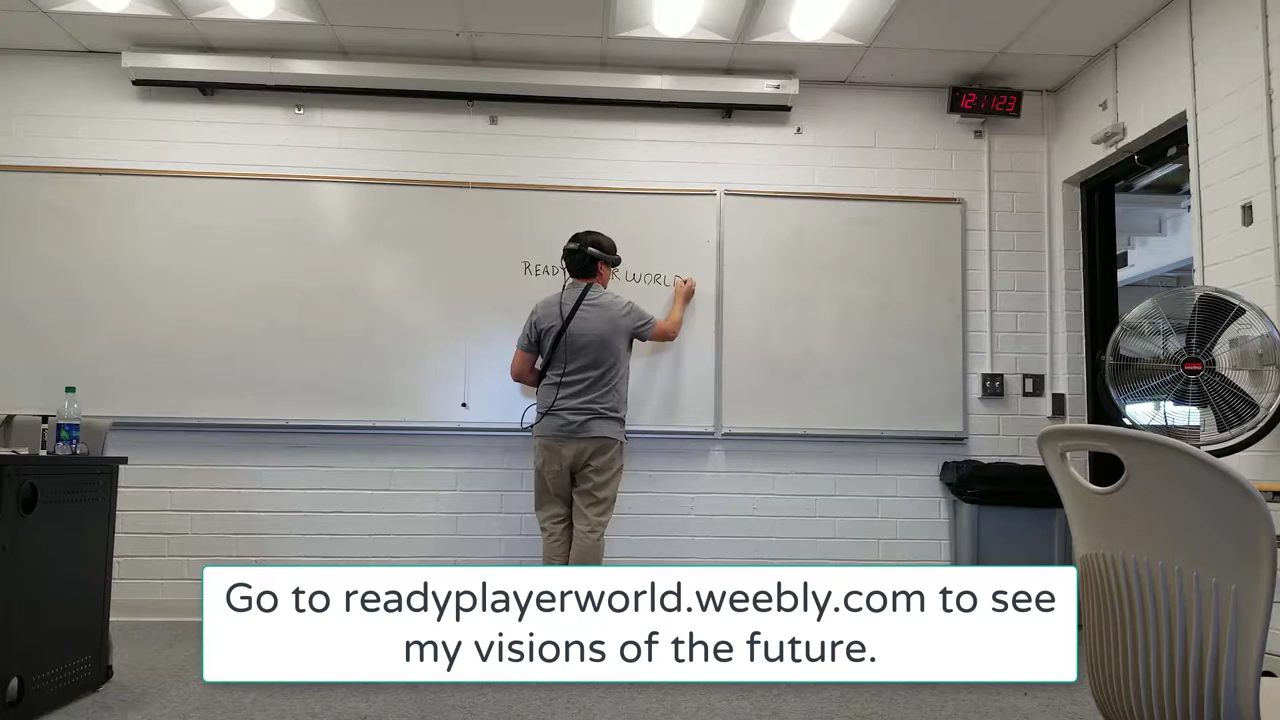 12:11:23
READY R WORLD
Go to readyplayerworld.weebly.com to see
my visions of the future.